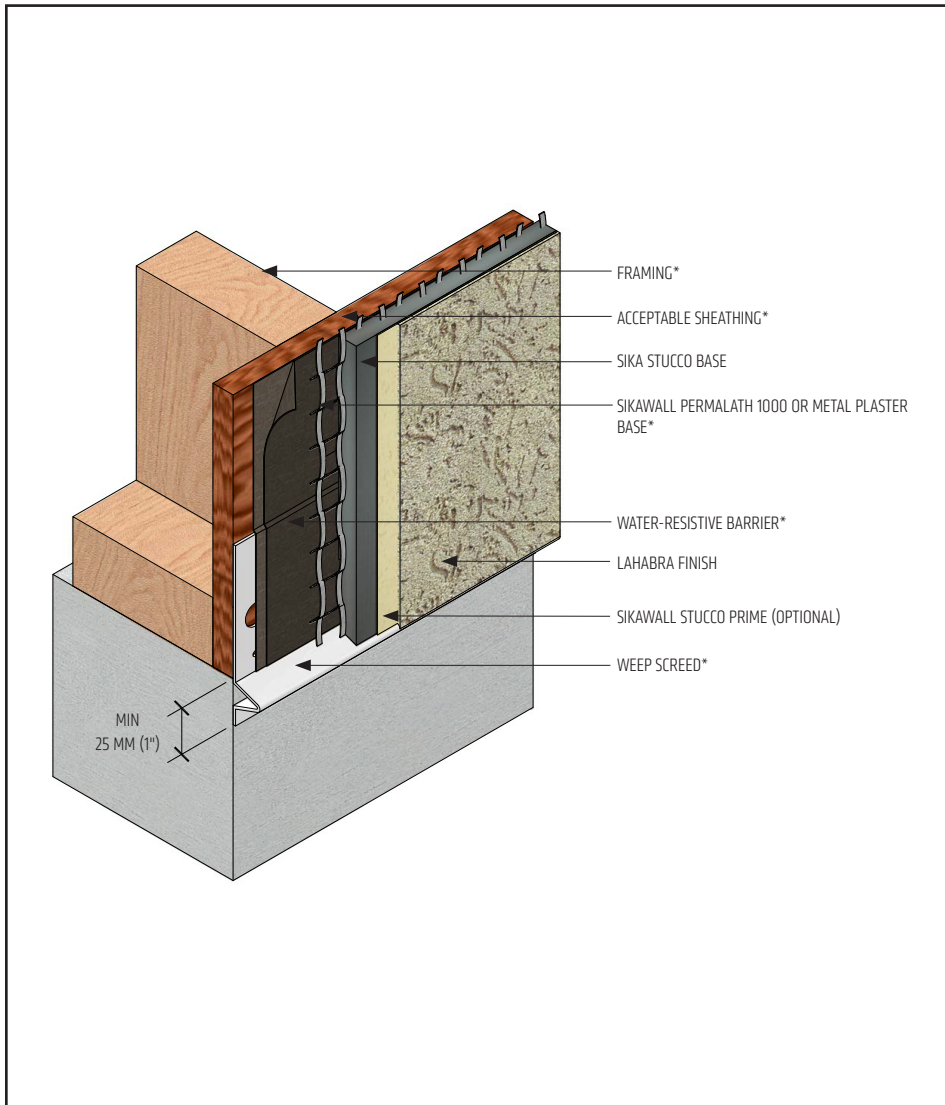 FRAMING*
ACCEPTABLE SHEATHING*
SIKA STUCCO BASE
SIKAWALL PERMALATH 1000 OR METAL PLASTER
BASE*
WATER-RESISTIVE BARRIER*
LAHABRA FINISH
SIKAWALL STUCCO PRIME (OPTIONAL)
WEEP SCREED*
MIN
25 MM (1")